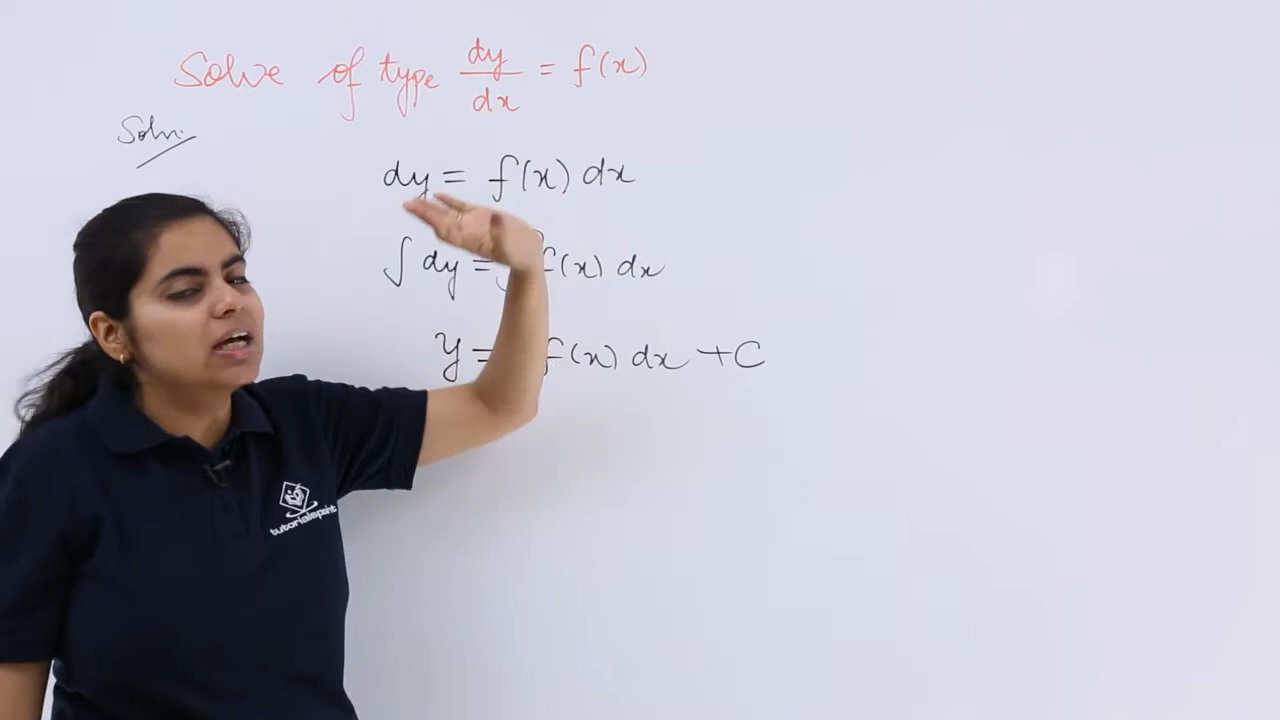 Solve of type dy/dx = f(x)
Soln.
dy = f(x) dx
∫ dy = ∫ f(x) dx
y = f(x) dx + C
tutorialspoint